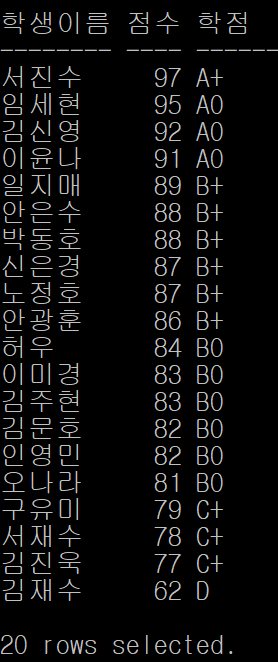 학생이름 점수 학점
-------- ---- ------
서진수 97 A+
임세현 95 A0
김신영 92 A0
이윤나 91 A0
일지매 89 B+
안은수 88 B+
박동호 88 B+
신은경 87 B+
노정호 87 B+
안광훈 86 B+
허우 84 B0
이미경 83 B0
김주현 83 B0
김문호 82 B0
인영민 82 B0
오나라 81 B0
구유미 79 C+
서재수 78 C+
김진욱 77 C+
김재수 62 D
20 rows selected.